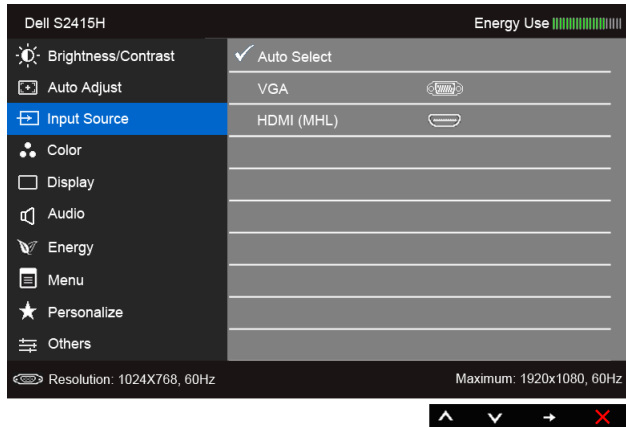 Dell S2415H
Energy Use
Brightness/Contrast
Auto Select
Auto Adjust
VGA
Input Source
HDMI (MHL)
Color
Display
Audio
Energy
Menu
Personalize
Others
Resolution: 1024X768, 60Hz
Maximum: 1920x1080, 60Hz